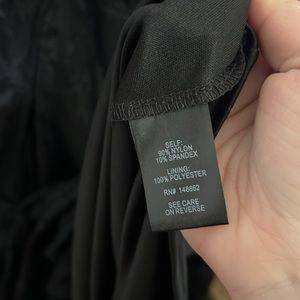 SELF:
90% NYLON
10% SPANDEX
LINING:
100% POLYESTER
RN# 148662
SEE CARE
ON REVERSE